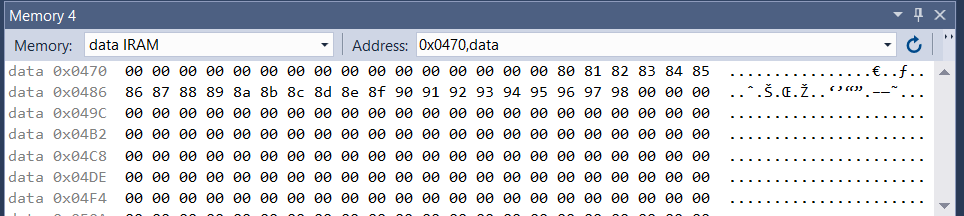 Memory 4
Memory: data IRAM Address: 0x0470,data
data 0x0470 00 00 00 00 00 00 00 00 00 00 00 00 00 00 00 00 80 81 82 83 84 85 ................€..ƒ..
data 0x0486 86 87 88 89 8a 8b 8c 8d 8e 8f 90 91 92 93 94 95 96 97 98 00 00 00 ..ˆ.Š.Œ.Ž..‘’“”.–—˜...
data 0x049C 00 00 00 00 00 00 00 00 00 00 00 00 00 00 00 00 00 00 00 00 00 00 ......................
data 0x04B2 00 00 00 00 00 00 00 00 00 00 00 00 00 00 00 00 00 00 00 00 00 00 ......................
data 0x04C8 00 00 00 00 00 00 00 00 00 00 00 00 00 00 00 00 00 00 00 00 00 00 ......................
data 0x04DE 00 00 00 00 00 00 00 00 00 00 00 00 00 00 00 00 00 00 00 00 00 00 ......................
data 0x04F4 00 00 00 00 00 00 00 00 00 00 00 00 00 00 00 00 00 00 00 00 00 00 ......................